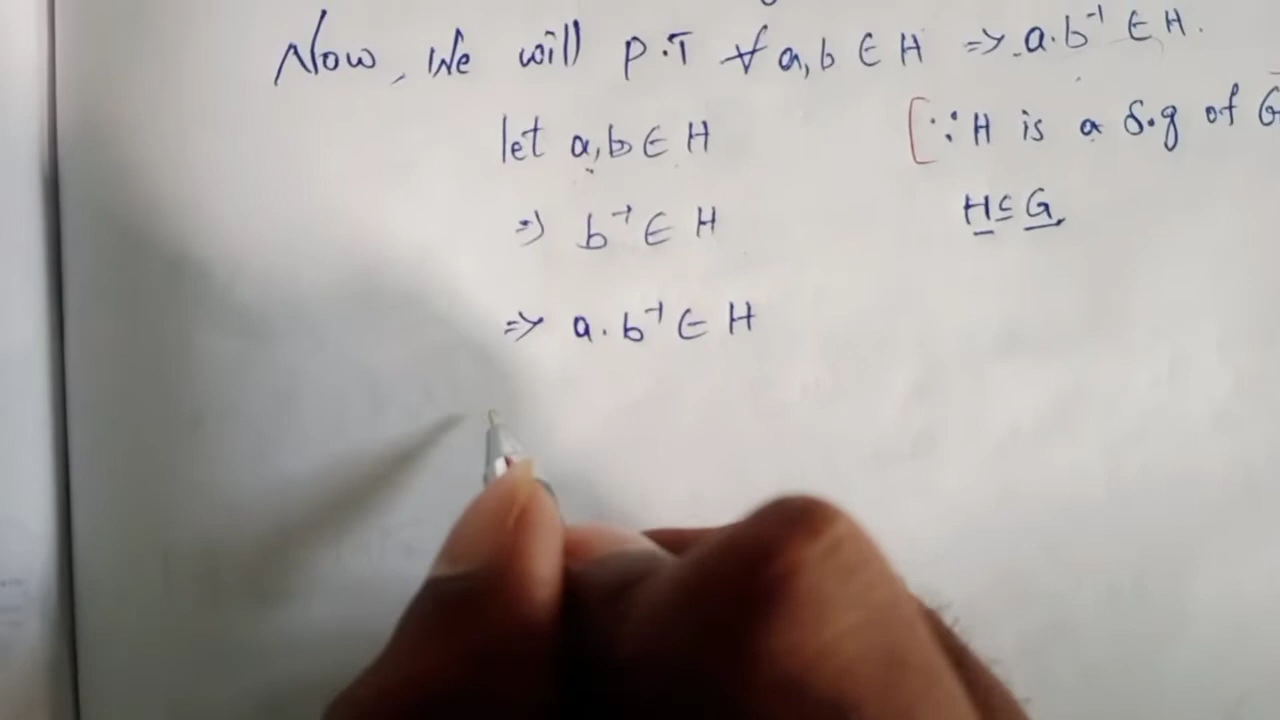 Now, We will P.T ∀ a,b ∈ H => a.b⁻¹ ∈ H.
let a,b ∈ H [∵ H is a S.g of G
=> b⁻¹ ∈ H H ⊆ G
=> a.b⁻¹ ∈ H